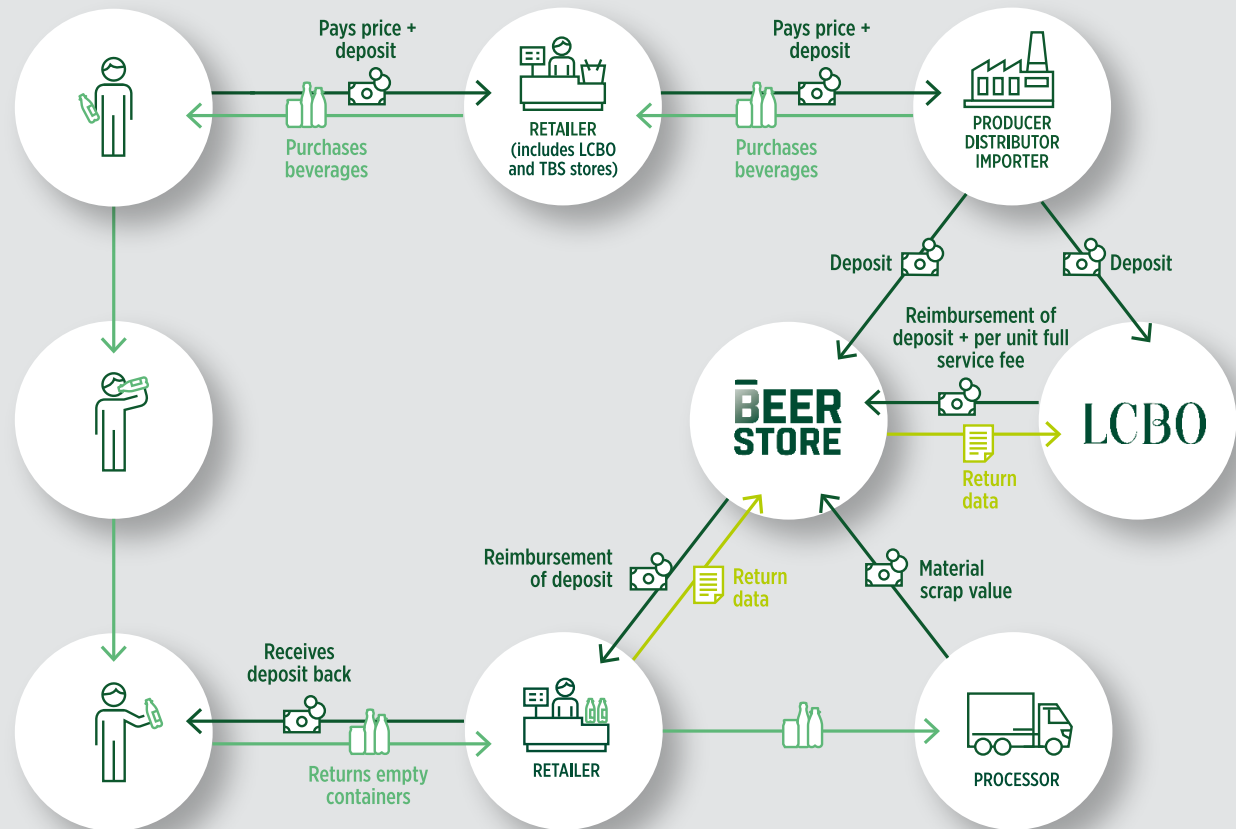 Pays price +
deposit
Purchases
beverages
RETAILER
(includes LCBO
and TBS stores)
Pays price +
deposit
Purchases
beverages
PRODUCER
DISTRIBUTOR
IMPORTER
Deposit
Deposit
Reimbursement of
deposit + per unit full
service fee
BEER
STORE
LCBO
Return
data
Reimbursement
of deposit
Return
data
Material
scrap value
Receives
deposit back
Returns empty
containers
RETAILER
PROCESSOR